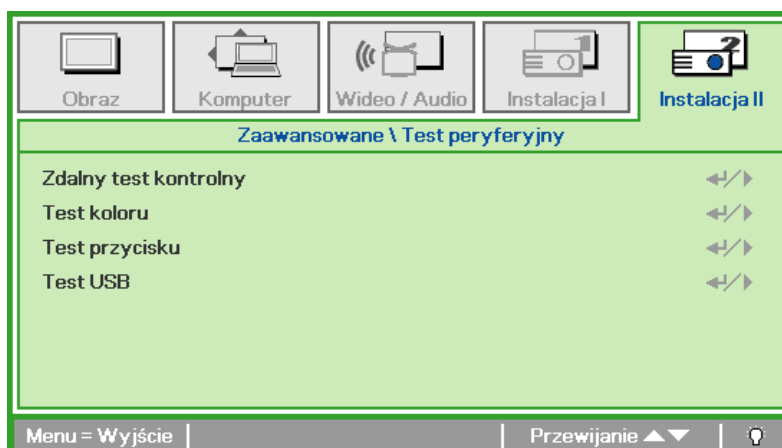 Obraz
Komputer
Wideo / Audio
Instalacja I
Instalacja II
Zaawansowane \ Test peryferyjny
Zdalny test kontrolny
Test koloru
Test przycisku
Test USB
Menu = Wyjście
Przewijanie